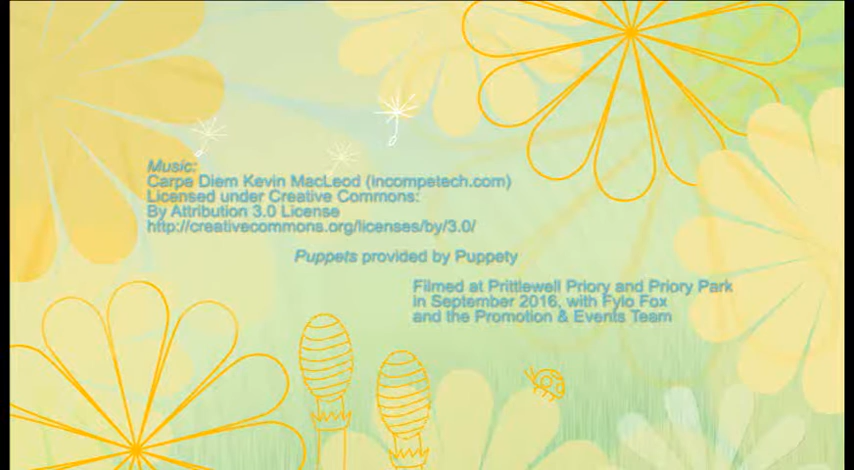 Music:
Carpe Diem Kevin MacLeod (incompetech.com)
Licensed under Creative Commons:
By Attribution 3.0 License
http://creativecommons.org/licenses/by/3.0/
Puppets provided by Puppety
Filmed at Prittlewell Priory and Priory Park
in September 2016, with Fylo Fox
and the Promotion & Events Team